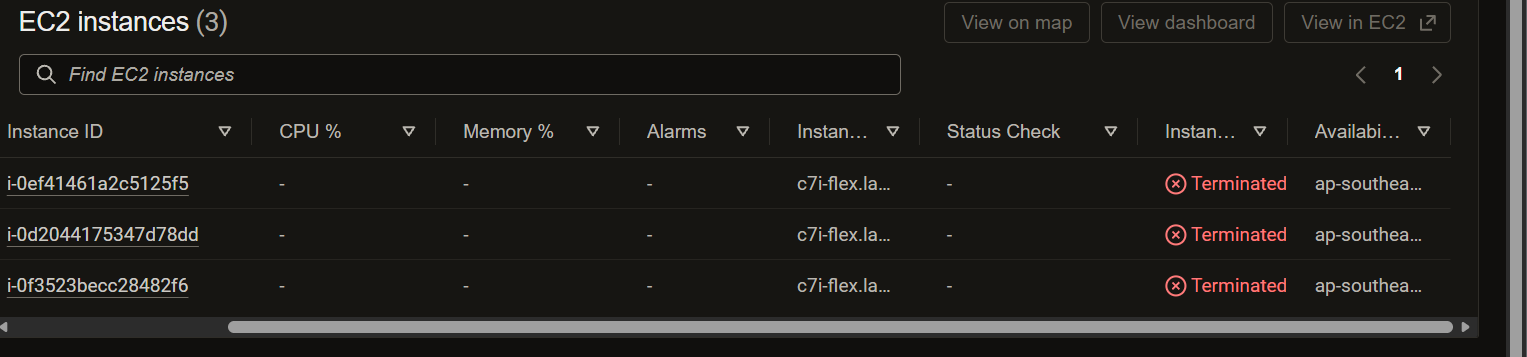 EC2 instances (3)
View on map
View dashboard
View in EC2
Find EC2 instances
1
Instance ID CPU % Memory % Alarms Instan... Status Check Instan... Availabi...
i-0ef41461a2c5125f5 - - - c7i-flex.la... - Terminated ap-southea...
i-0d2044175347d78dd - - - c7i-flex.la... - Terminated ap-southea...
i-0f3523becc28482f6 - - - c7i-flex.la... - Terminated ap-southea...